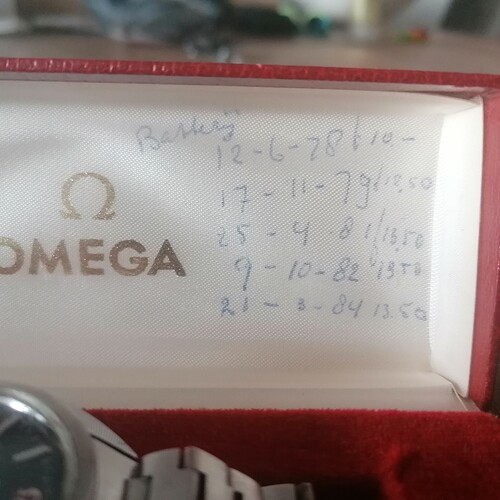 Battery
12-6-78 f 10,-
17-11-79 f 12,50
25-4-81 f 13,50
9-10-82 13,50
21-3-84 13.50
Ω
OMEGA